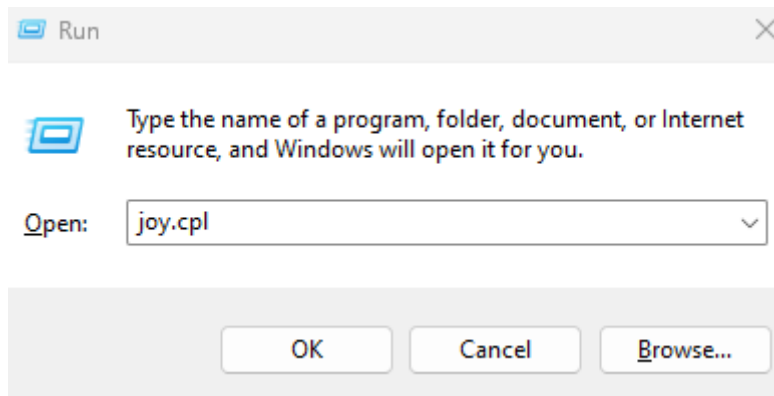 Run
Type the name of a program, folder, document, or Internet
resource, and Windows will open it for you.
Open: joy.cpl
OK Cancel Browse...